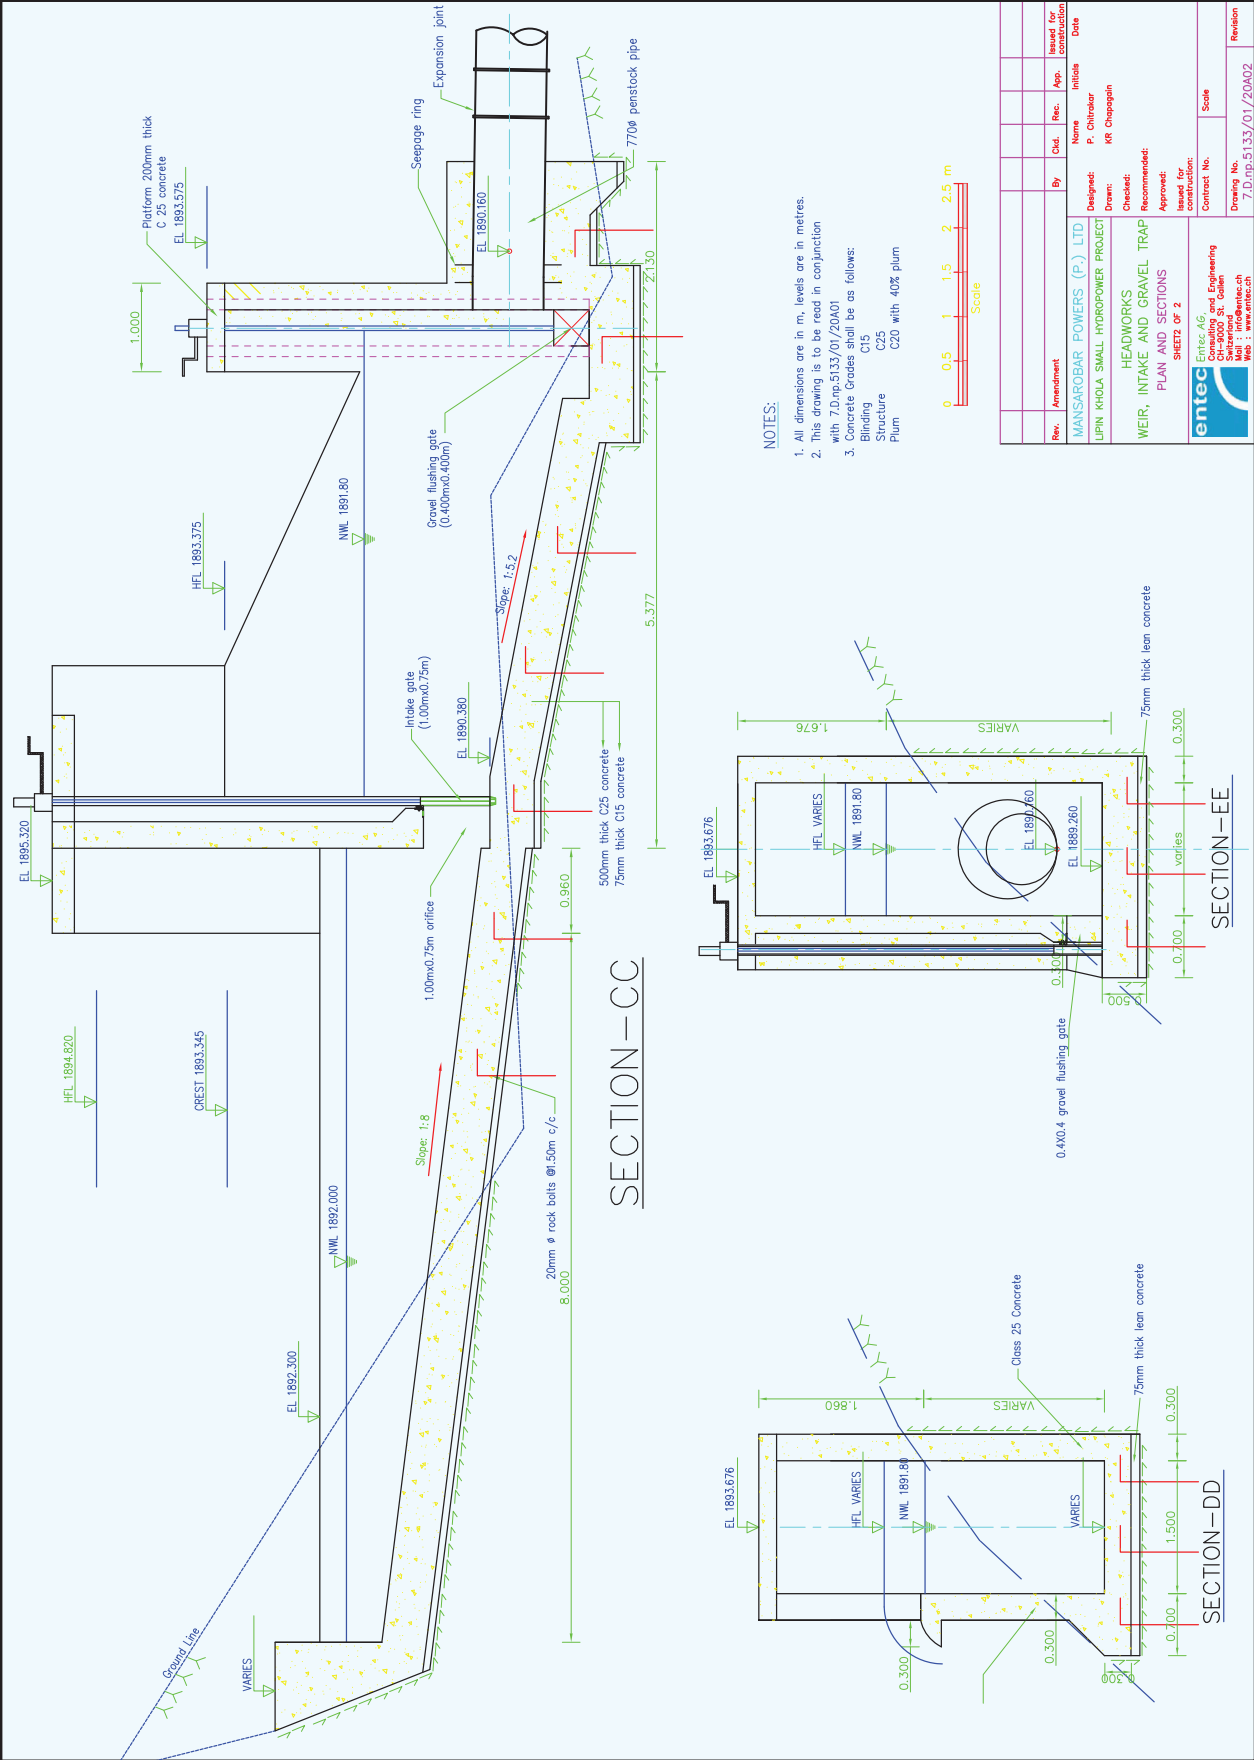 Platform 200mm thick
C 25 concrete
EL 1893.575
1.000
Expansion joint
Seepage ring
EL 1890.160
770ø penstock pipe
2.130
HFL 1893.375
NWL 1891.80
Gravel flushing gate
(0.400mx0.400m)
Slope: 1:5.2
5.377
EL 1895.320
Intake gate
(1.00mx0.75m)
EL 1890.380
500mm thick C25 concrete
75mm thick C15 concrete
0.960
1.00mx0.75m orifice
HFL 1894.820
CREST 1893.345
Slope: 1:8
NWL 1892.000
20mm ø rock bolts @1.50m c/c
8.000
EL 1892.300
Ground Line
VARIES
SECTION-CC
EL 1893.676
HFL VARIES
NWL 1891.80
VARIES
1.860
VARIES
Class 25 Concrete
75mm thick lean concrete
0.300
1.500
0.700
0.300
0.300
0.300
SECTION-DD
EL 1893.676
HFL VARIES
NWL 1891.80
EL 1890.160
EL 1889.260
1.676
VARIES
75mm thick lean concrete
0.300
varies
0.700
0.300
0.500
0.4X0.4 gravel flushing gate
SECTION-EE
NOTES:
1. All dimensions are in m, levels are in metres.
2. This drawing is to be read in conjunction
with 7.D.np.5133/01/20A01
3. Concrete Grades shall be as follows:
Blinding C15
Structure C25
Plum C20 with 40% plum
0 0.5 1 1.5 2 2.5 m
Scale
Rev. Amendment By Ckd. Rec. App. Issued for construction
MANSAROBAR POWERS (P.) LTD
LIPIN KHOLA SMALL HYDROPOWER PROJECT
HEADWORKS
WEIR, INTAKE AND GRAVEL TRAP
PLAN AND SECTIONS
SHEET2 OF 2
entec
Entec AG,
Consulting and Engineering
CH-9000 St. Gallen
Switzerland
Mail : info@entec.ch
Web : www.entec.ch
Name Initials Date
Designed: P. Chitrakar
Drawn: KR Chapagain
Checked:
Recommended:
Approved:
Issued for
construction:
Contract No. Scale
Drawing No. Revision
7.D.np.5133/01/20A02